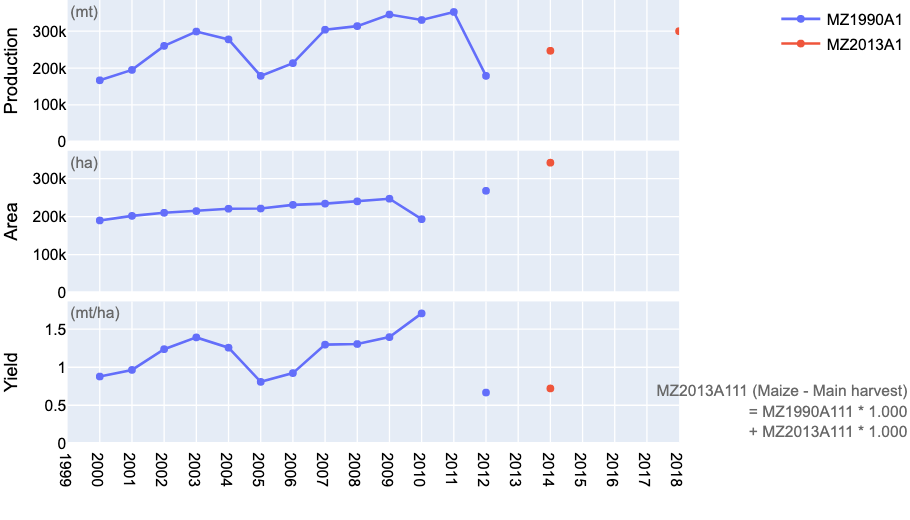 (mt)
300k
200k
100k
0
Production
MZ1990A1
MZ2013A1
(ha)
300k
200k
100k
0
Area
(mt/ha)
1.5
1
0.5
0
Yield
MZ2013A111 (Maize - Main harvest)
= MZ1990A111 * 1.000
+ MZ2013A111 * 1.000
1999
2000
2001
2002
2003
2004
2005
2006
2007
2008
2009
2010
2011
2012
2013
2014
2015
2016
2017
2018